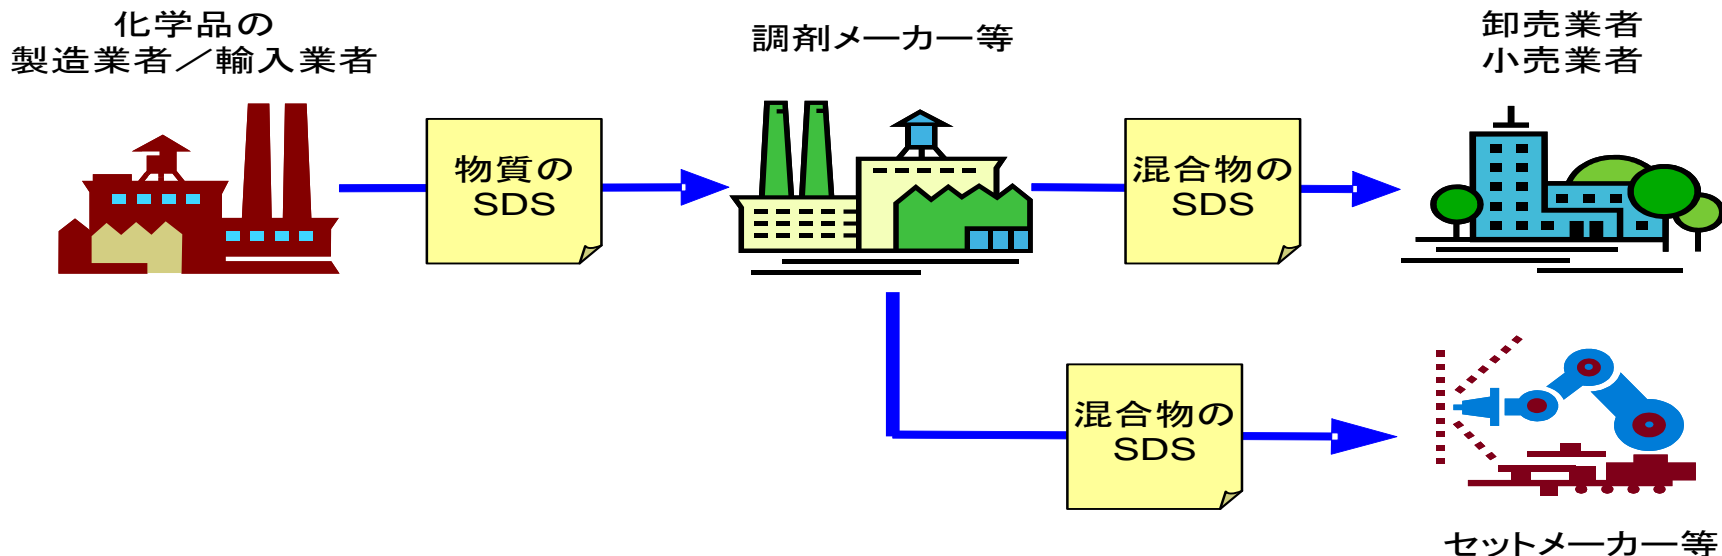 化学品の
製造業者／輸入業者
調剤メーカー等
卸売業者
小売業者
物質の
SDS
混合物の
SDS
混合物の
SDS
セットメーカー等